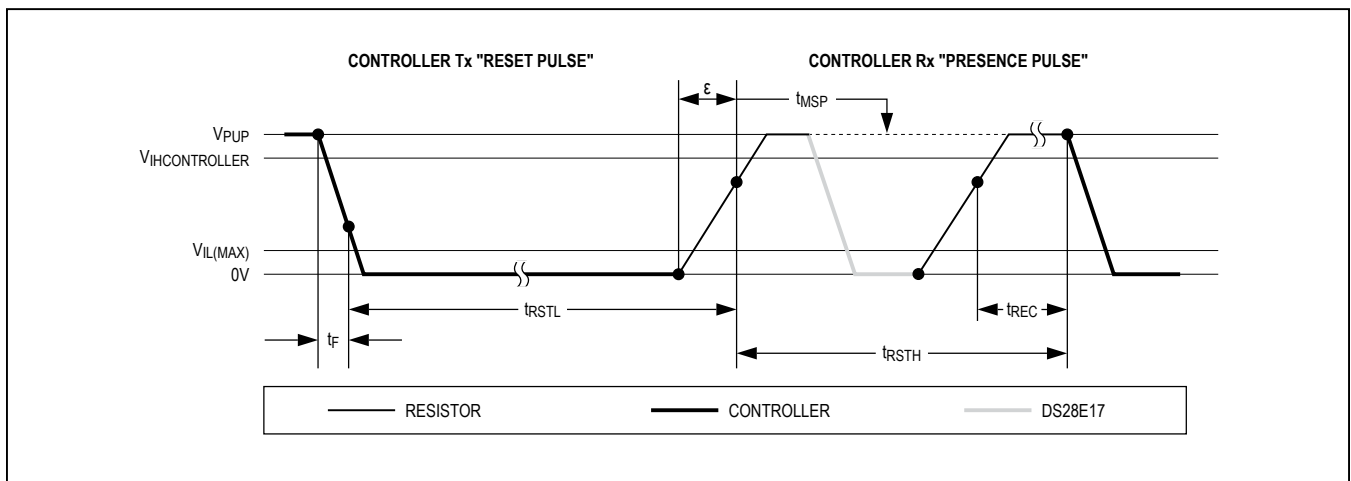 CONTROLLER Tx "RESET PULSE"
CONTROLLER Rx "PRESENCE PULSE"
ε
tMSP
VPUP
VIHCONTROLLER
VIL(MAX)
0V
tRSTL
tREC
tF
tRSTH
RESISTOR
CONTROLLER
DS28E17